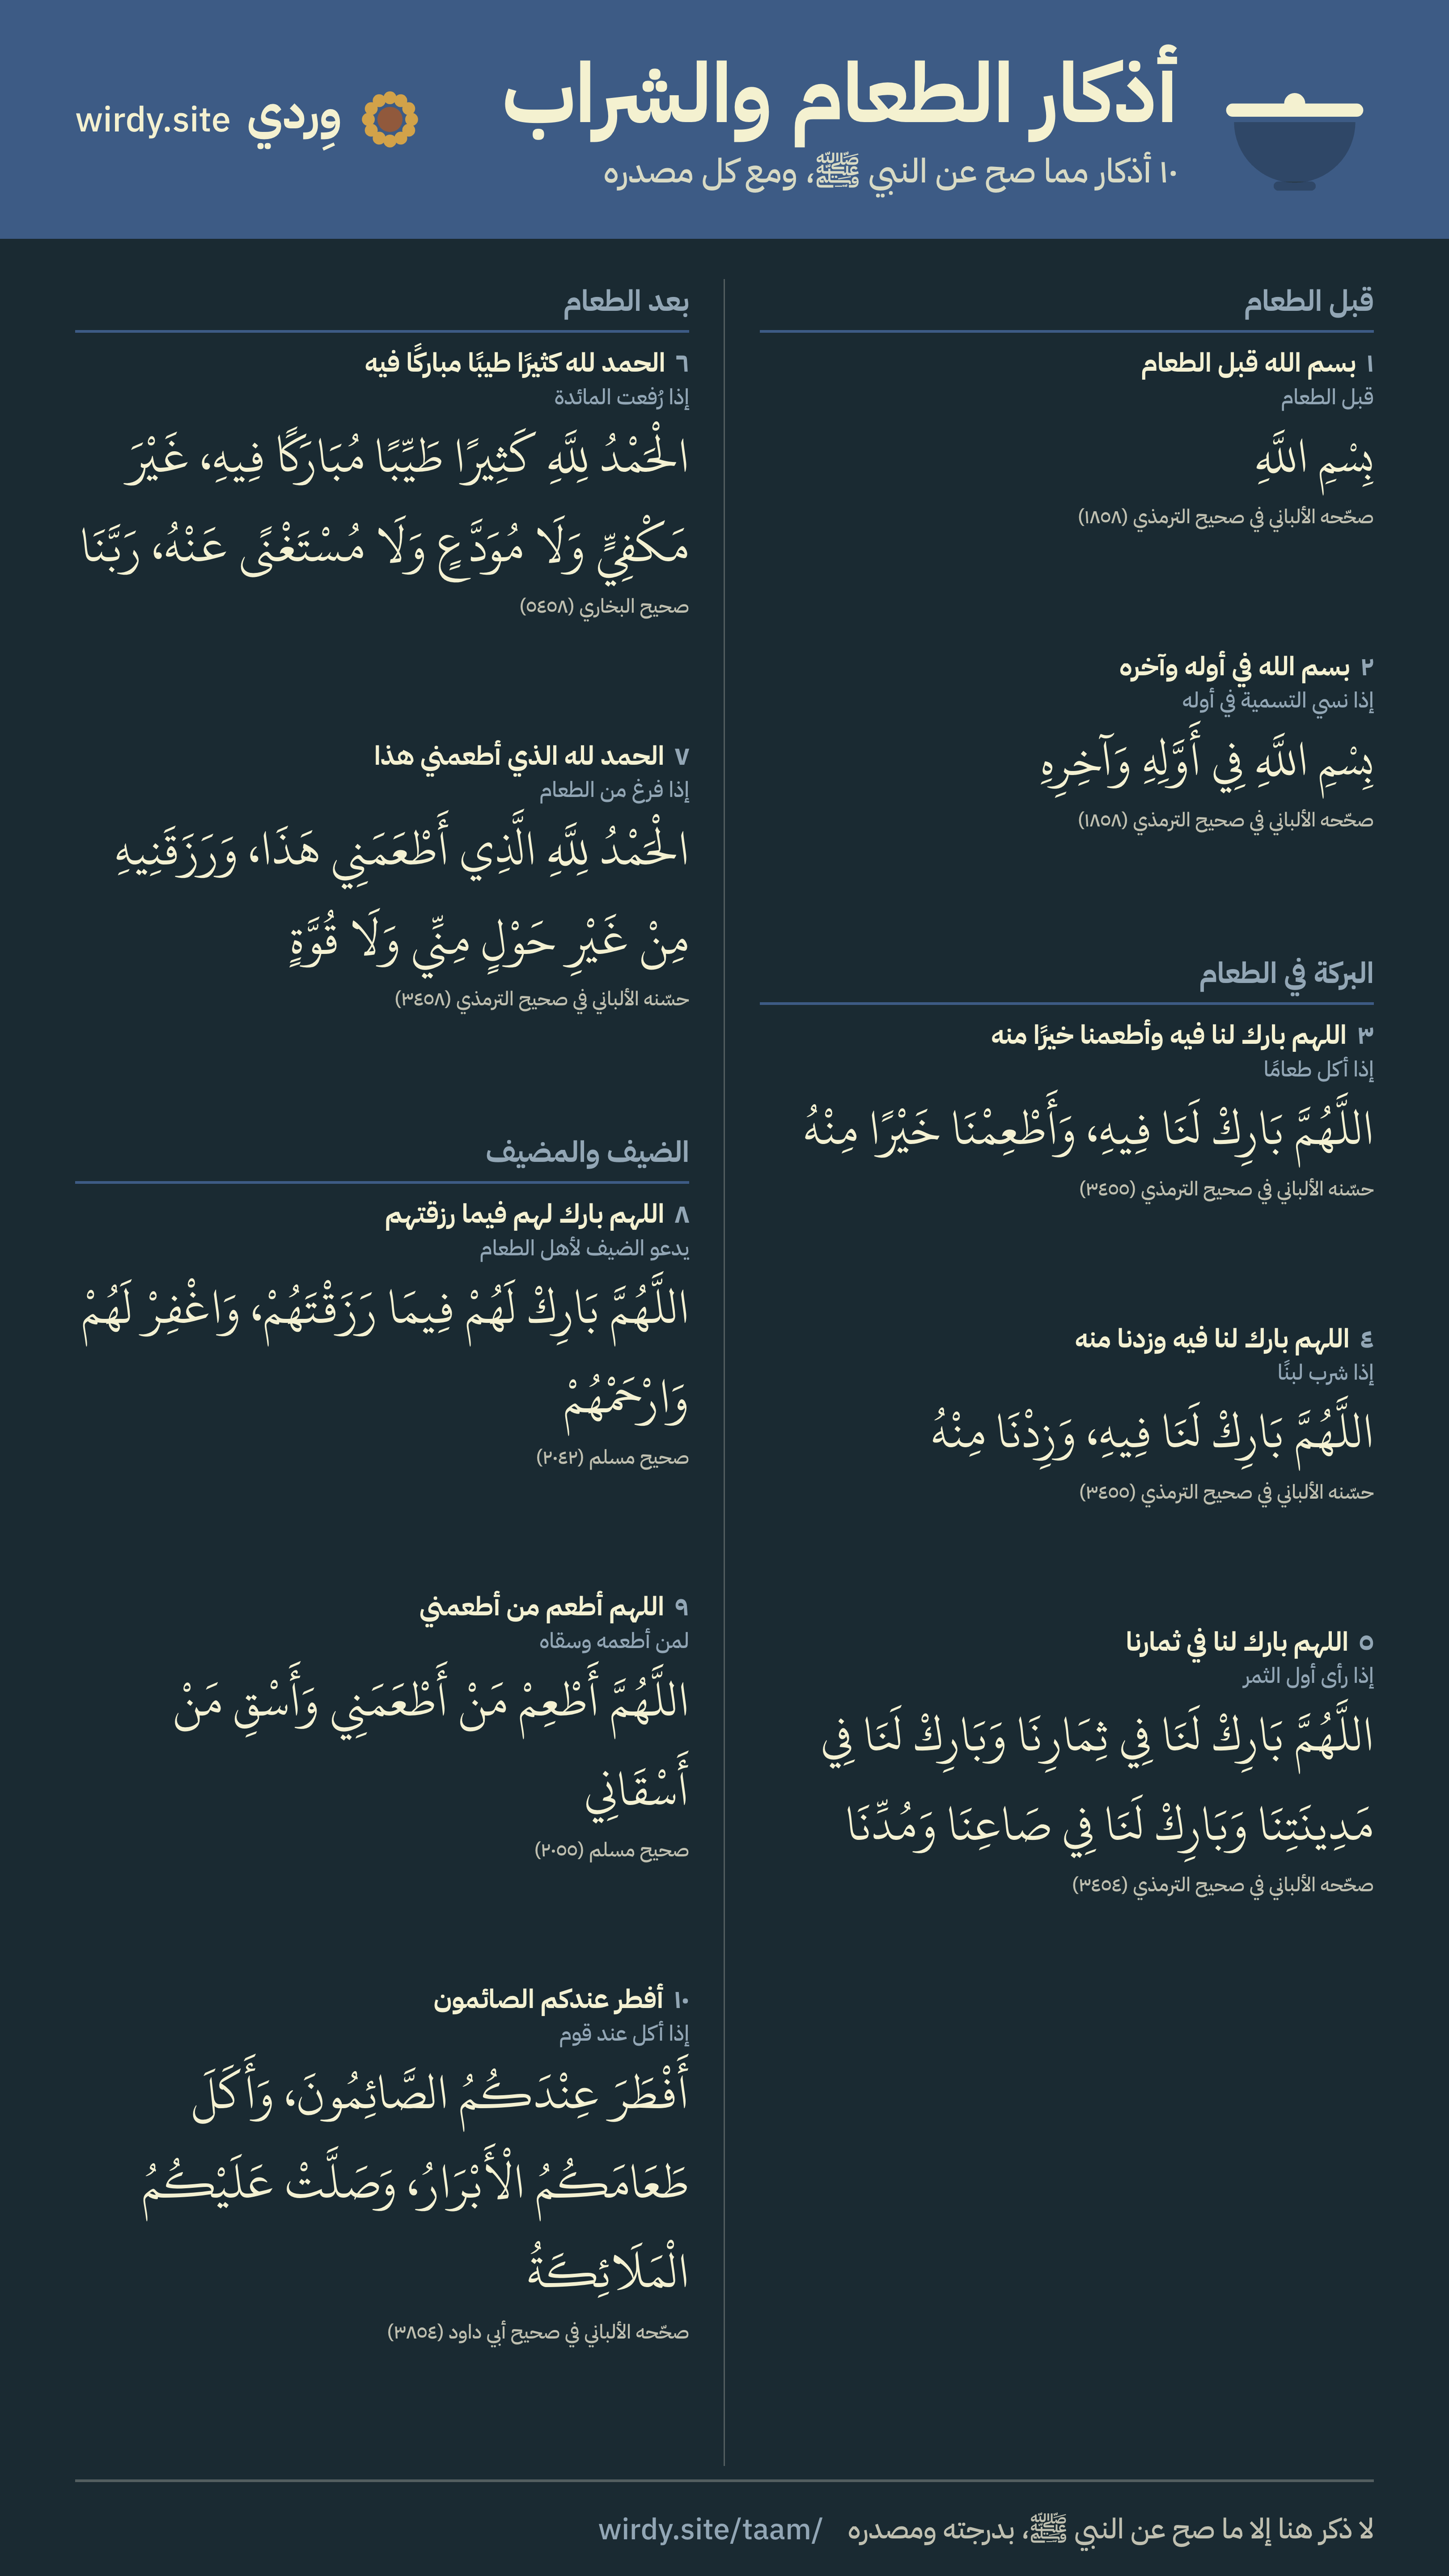 أذكار الطعام والشراب
١٠ أذكار مما صح عن النبي ﷺ، ومع كل مصدره
وِردي wirdy.site
قبل الطعام
١ بسم الله قبل الطعام
قبل الطعام
بِسْمِ اللَّهِ
صحّحه الألباني في صحيح الترمذي (١٨٥٨)
٢ بسم الله في أوله وآخره
إذا نسي التسمية في أوله
بِسْمِ اللَّهِ فِي أَوَّلِهِ وَآخِرِهِ
صحّحه الألباني في صحيح الترمذي (١٨٥٨)
البركة في الطعام
٣ اللهم بارك لنا فيه وأطعمنا خيرًا منه
إذا أكل طعامًا
اللَّهُمَّ بَارِكْ لَنَا فِيهِ، وَأَطْعِمْنَا خَيْرًا مِنْهُ
حسّنه الألباني في صحيح الترمذي (٣٤٥٥)
٤ اللهم بارك لنا فيه وزدنا منه
إذا شرب لبنًا
اللَّهُمَّ بَارِكْ لَنَا فِيهِ، وَزِدْنَا مِنْهُ
حسّنه الألباني في صحيح الترمذي (٣٤٥٥)
٥ اللهم بارك لنا في ثمارنا
إذا رأى أول الثمر
اللَّهُمَّ بَارِكْ لَنَا فِي ثِمَارِنَا وَبَارِكْ لَنَا فِي
مَدِينَتِنَا وَبَارِكْ لَنَا فِي صَاعِنَا وَمُدِّنَا
صحّحه الألباني في صحيح الترمذي (٣٤٥٤)
بعد الطعام
٦ الحمد لله كثيرًا طيبًا مباركًا فيه
إذا رُفعت المائدة
الْحَمْدُ لِلَّهِ كَثِيرًا طَيِّبًا مُبَارَكًا فِيهِ، غَيْرَ
مَكْفِيٍّ وَلَا مُوَدَّعٍ وَلَا مُسْتَغْنًى عَنْهُ، رَبَّنَا
صحيح البخاري (٥٤٥٨)
٧ الحمد لله الذي أطعمني هذا
إذا فرغ من الطعام
الْحَمْدُ لِلَّهِ الَّذِي أَطْعَمَنِي هَذَا، وَرَزَقَنِيهِ
مِنْ غَيْرِ حَوْلٍ مِنِّي وَلَا قُوَّةٍ
حسّنه الألباني في صحيح الترمذي (٣٤٥٨)
الضيف والمضيف
٨ اللهم بارك لهم فيما رزقتهم
يدعو الضيف لأهل الطعام
اللَّهُمَّ بَارِكْ لَهُمْ فِيمَا رَزَقْتَهُمْ، وَاغْفِرْ لَهُمْ
وَارْحَمْهُمْ
صحيح مسلم (٢٠٤٢)
٩ اللهم أطعم من أطعمني
لمن أطعمه وسقاه
اللَّهُمَّ أَطْعِمْ مَنْ أَطْعَمَنِي وَأَسْقِ مَنْ
أَسْقَانِي
صحيح مسلم (٢٠٥٥)
١٠ أفطر عندكم الصائمون
إذا أكل عند قوم
أَفْطَرَ عِنْدَكُمُ الصَّائِمُونَ، وَأَكَلَ
طَعَامَكُمُ الْأَبْرَارُ، وَصَلَّتْ عَلَيْكُمُ
الْمَلَائِكَةُ
صحّحه الألباني في صحيح أبي داود (٣٨٥٤)
لا ذكر هنا إلا ما صح عن النبي ﷺ، بدرجته ومصدره wirdy.site/taam/